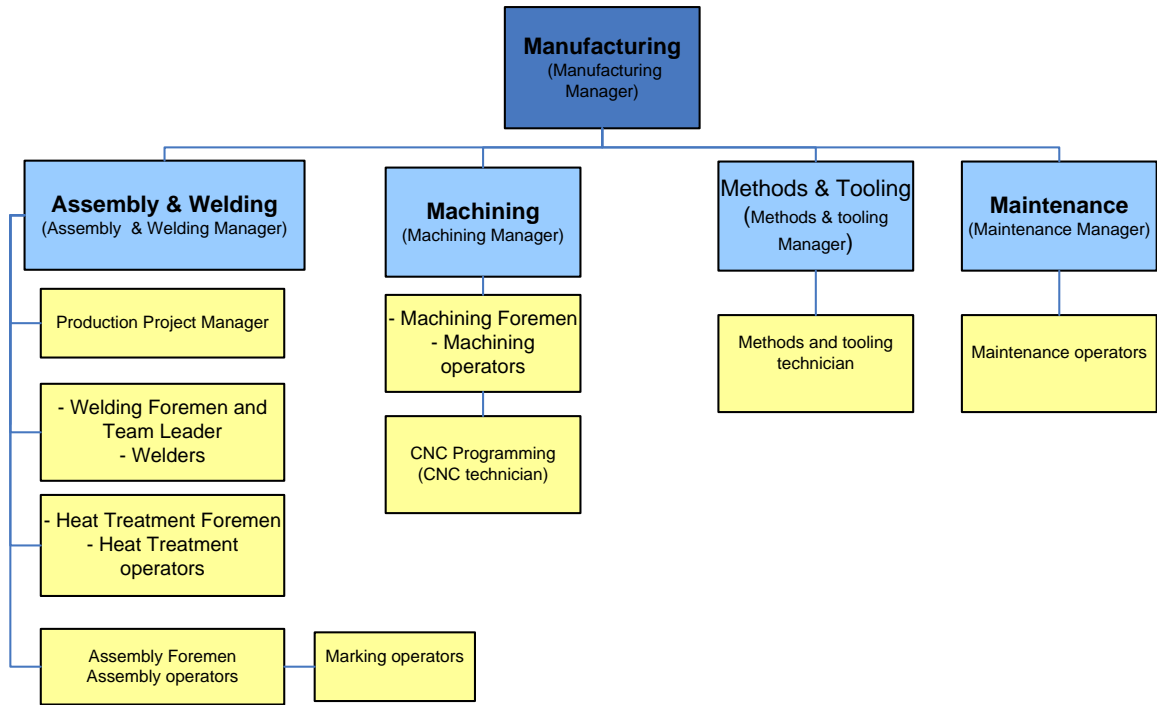 Manufacturing
(Manufacturing
Manager)
Assembly & Welding
(Assembly & Welding Manager)
Machining
(Machining Manager)
Methods & Tooling
(Methods & tooling
Manager)
Maintenance
(Maintenance Manager)
Production Project Manager
- Welding Foremen and
Team Leader
- Welders
- Heat Treatment Foremen
- Heat Treatment
operators
Assembly Foremen
Assembly operators
Marking operators
- Machining Foremen
- Machining
operators
CNC Programming
(CNC technician)
Methods and tooling
technician
Maintenance operators